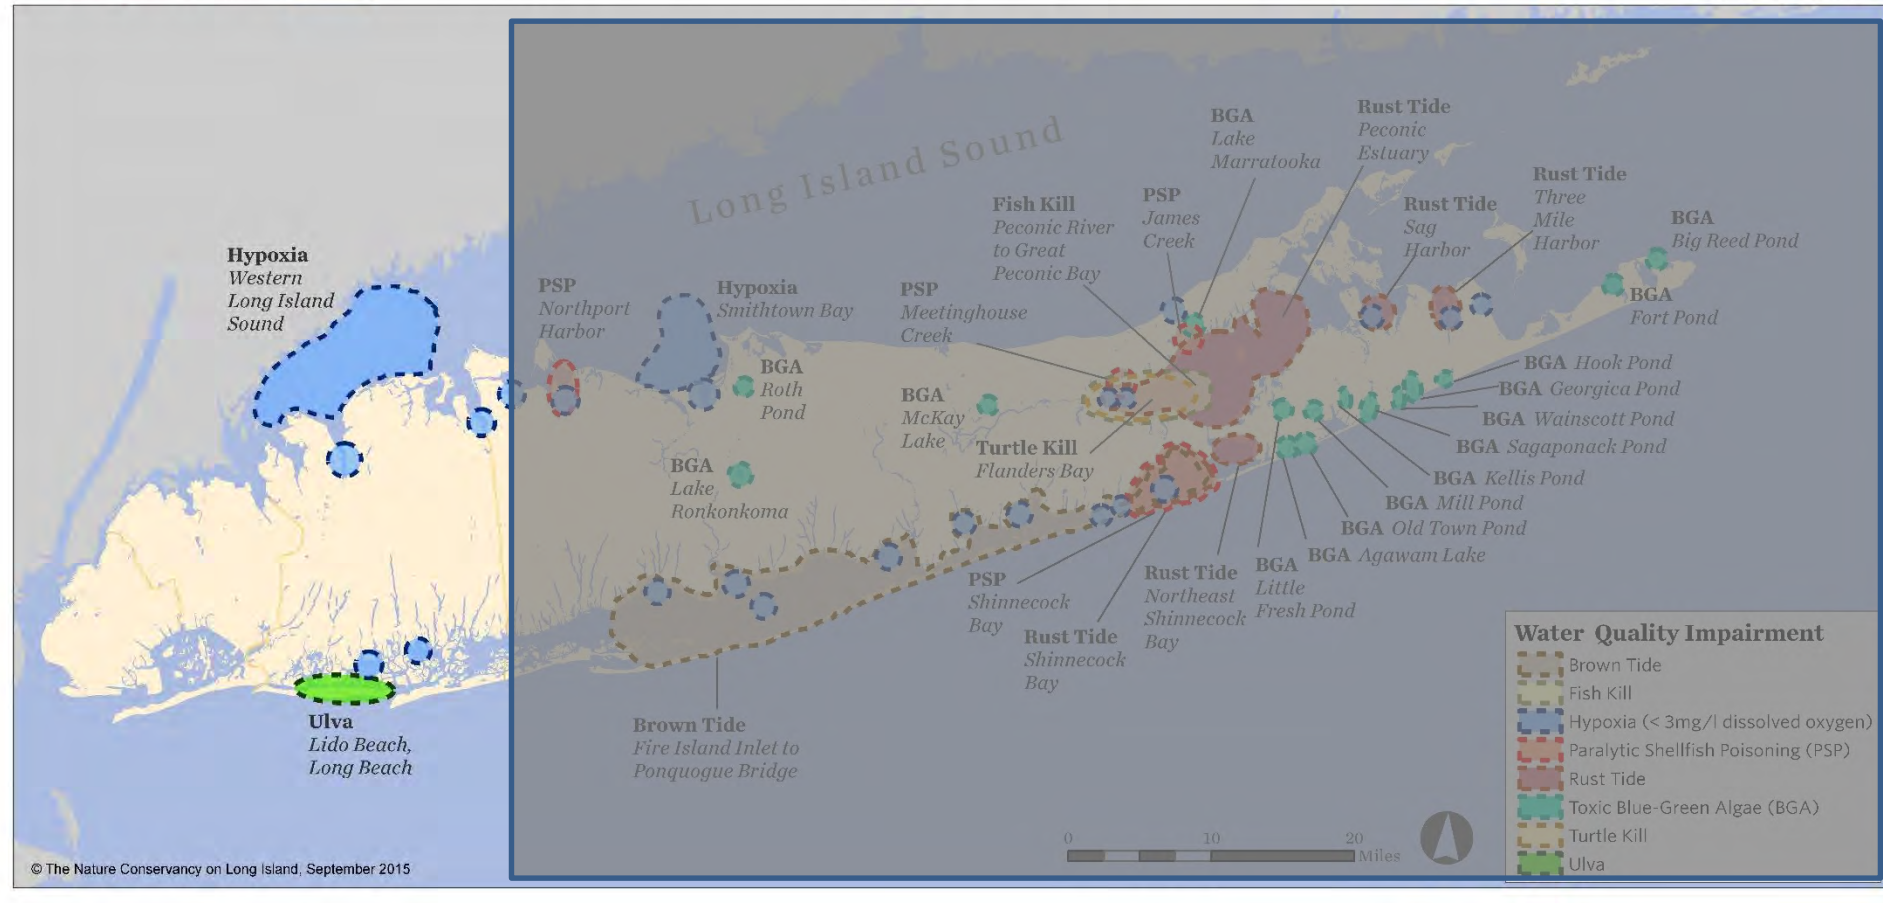 Long Island Sound
Hypoxia
Western
Long Island
Sound
PSP
Northport
Harbor
Hypoxia
Smithtown Bay
BGA
Roth
Pond
BGA
Lake
Ronkonkoma
PSP
Meetinghouse
Creek
BGA
McKay
Lake
Fish Kill
Peconic River
to Great
Peconic Bay
PSP
James
Creek
BGA
Lake
Marratooka
Rust Tide
Peconic
Estuary
Rust Tide
Sag
Harbor
Rust Tide
Three
Mile
Harbor
BGA
Big Reed Pond
BGA
Fort Pond
BGA Hook Pond
BGA Georgica Pond
BGA Wainscott Pond
BGA Sagaponack Pond
BGA Kellis Pond
BGA Mill Pond
BGA Old Town Pond
BGA Agawam Lake
BGA
Little
Fresh Pond
Turtle Kill
Flanders Bay
Rust Tide
Northeast
Shinnecock
Bay
PSP
Shinnecock
Bay
Rust Tide
Shinnecock
Bay
Brown Tide
Fire Island Inlet to
Ponquogue Bridge
Ulva
Lido Beach,
Long Beach
Water Quality Impairment
Brown Tide
Fish Kill
Hypoxia (< 3mg/l dissolved oxygen)
Paralytic Shellfish Poisoning (PSP)
Rust Tide
Toxic Blue-Green Algae (BGA)
Turtle Kill
Ulva
0 10 20
Miles
© The Nature Conservancy on Long Island, September 2015